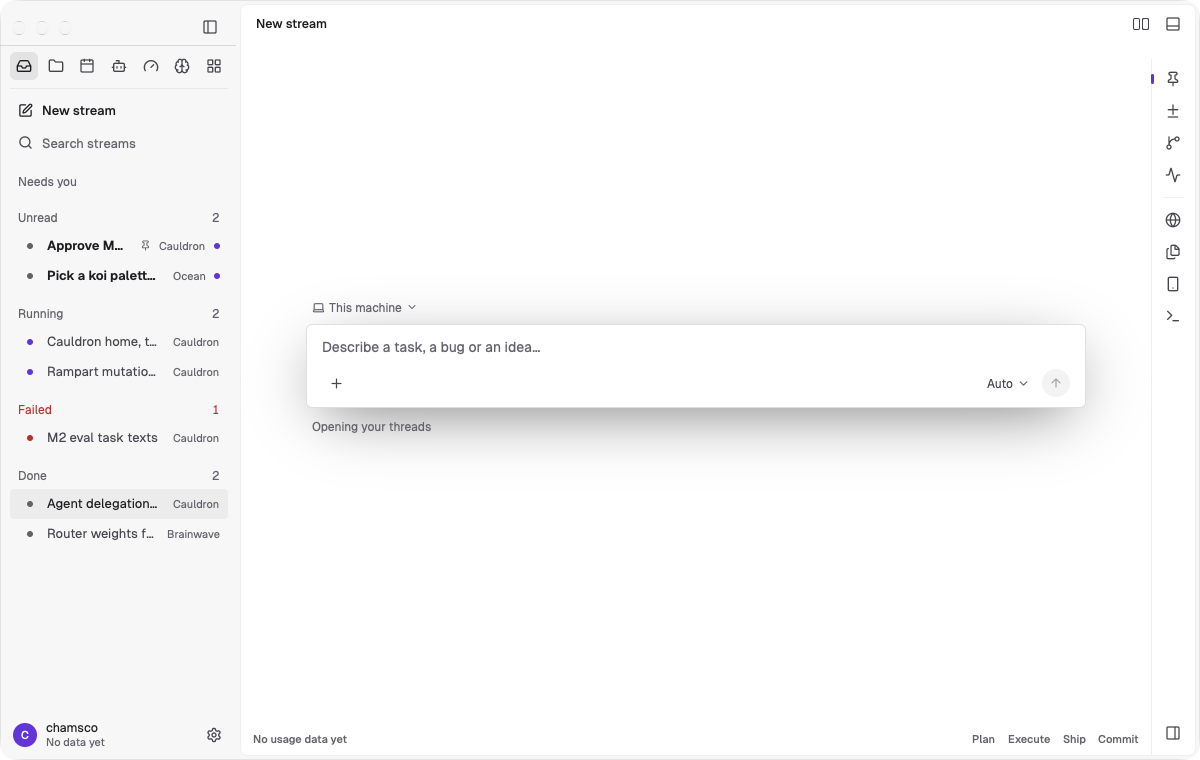 New stream
New stream
Search streams
Needs you
Unread 2
Approve M... Cauldron
Pick a koi palett... Ocean
Running 2
Cauldron home, t... Cauldron
Rampart mutatio... Cauldron
Failed 1
M2 eval task texts Cauldron
Done 2
Agent delegation... Cauldron
Router weights f... Brainwave
C
chamsco
No data yet
This machine
Describe a task, a bug or an idea...
Auto
Opening your threads
No usage data yet
Plan Execute Ship Commit